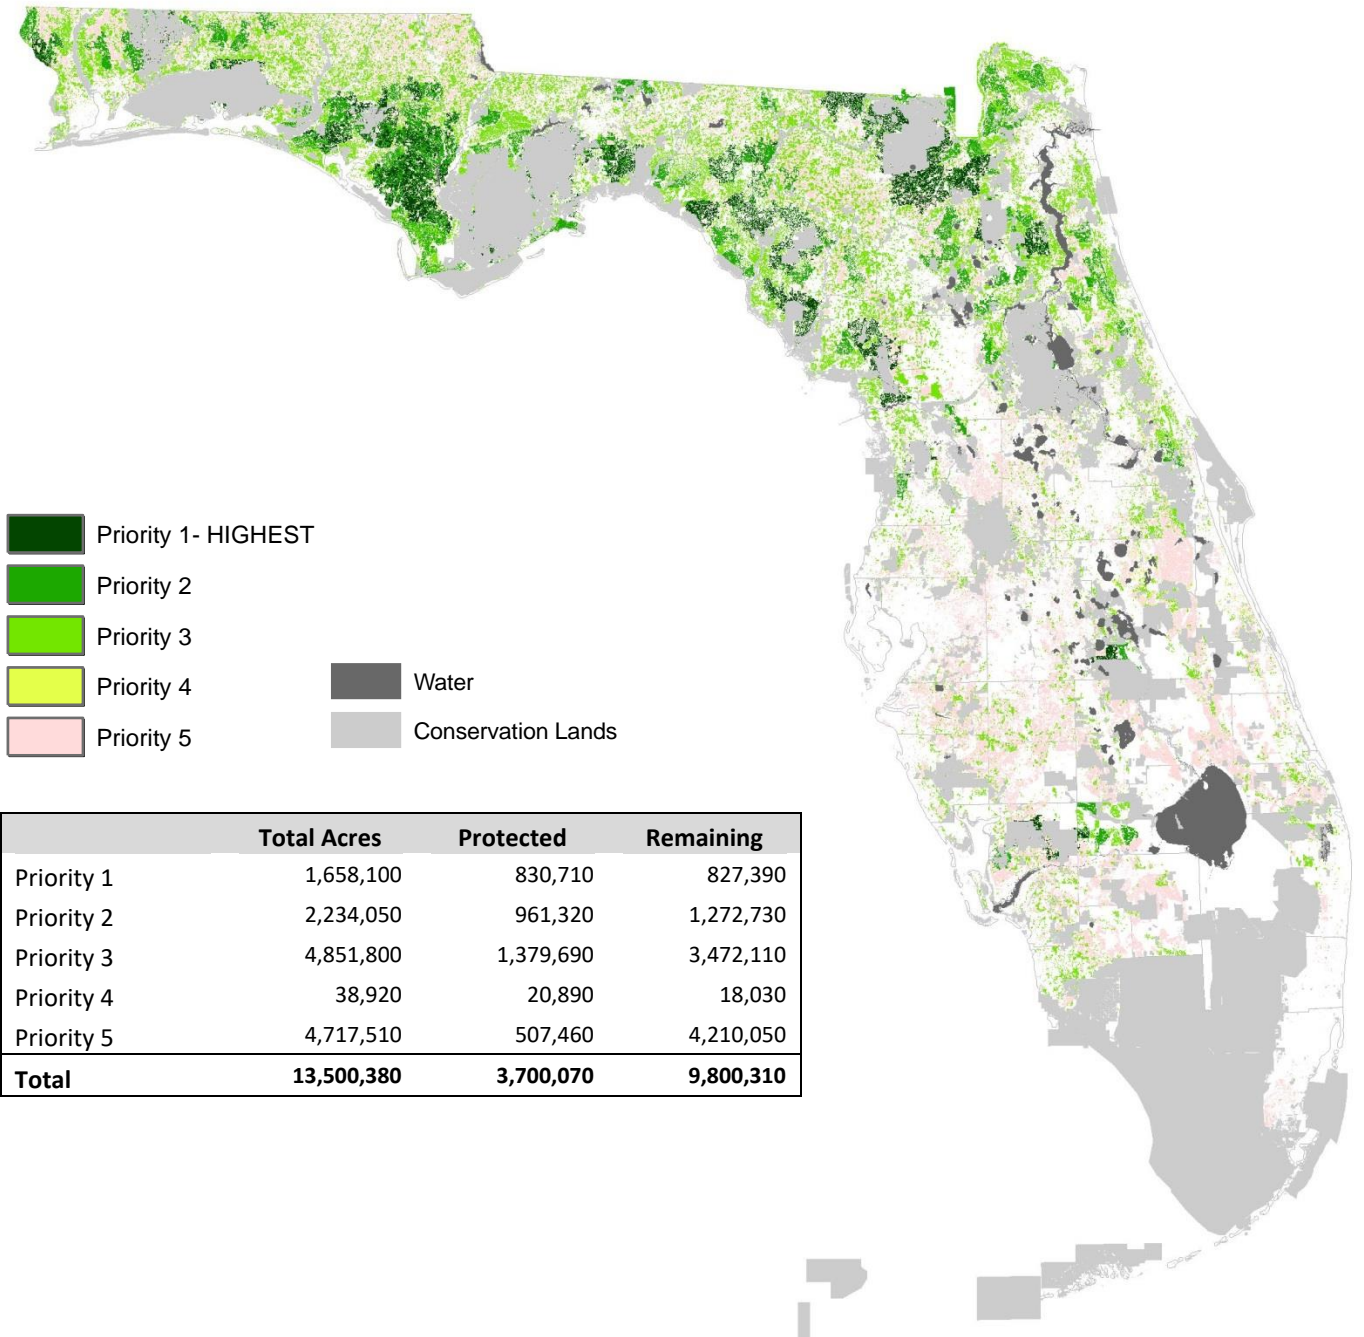 Priority 1- HIGHEST
Priority 2
Priority 3
Priority 4
Priority 5
Water
Conservation Lands
Total Acres Protected Remaining
Priority 1 1,658,100 830,710 827,390
Priority 2 2,234,050 961,320 1,272,730
Priority 3 4,851,800 1,379,690 3,472,110
Priority 4 38,920 20,890 18,030
Priority 5 4,717,510 507,460 4,210,050
Total 13,500,380 3,700,070 9,800,310